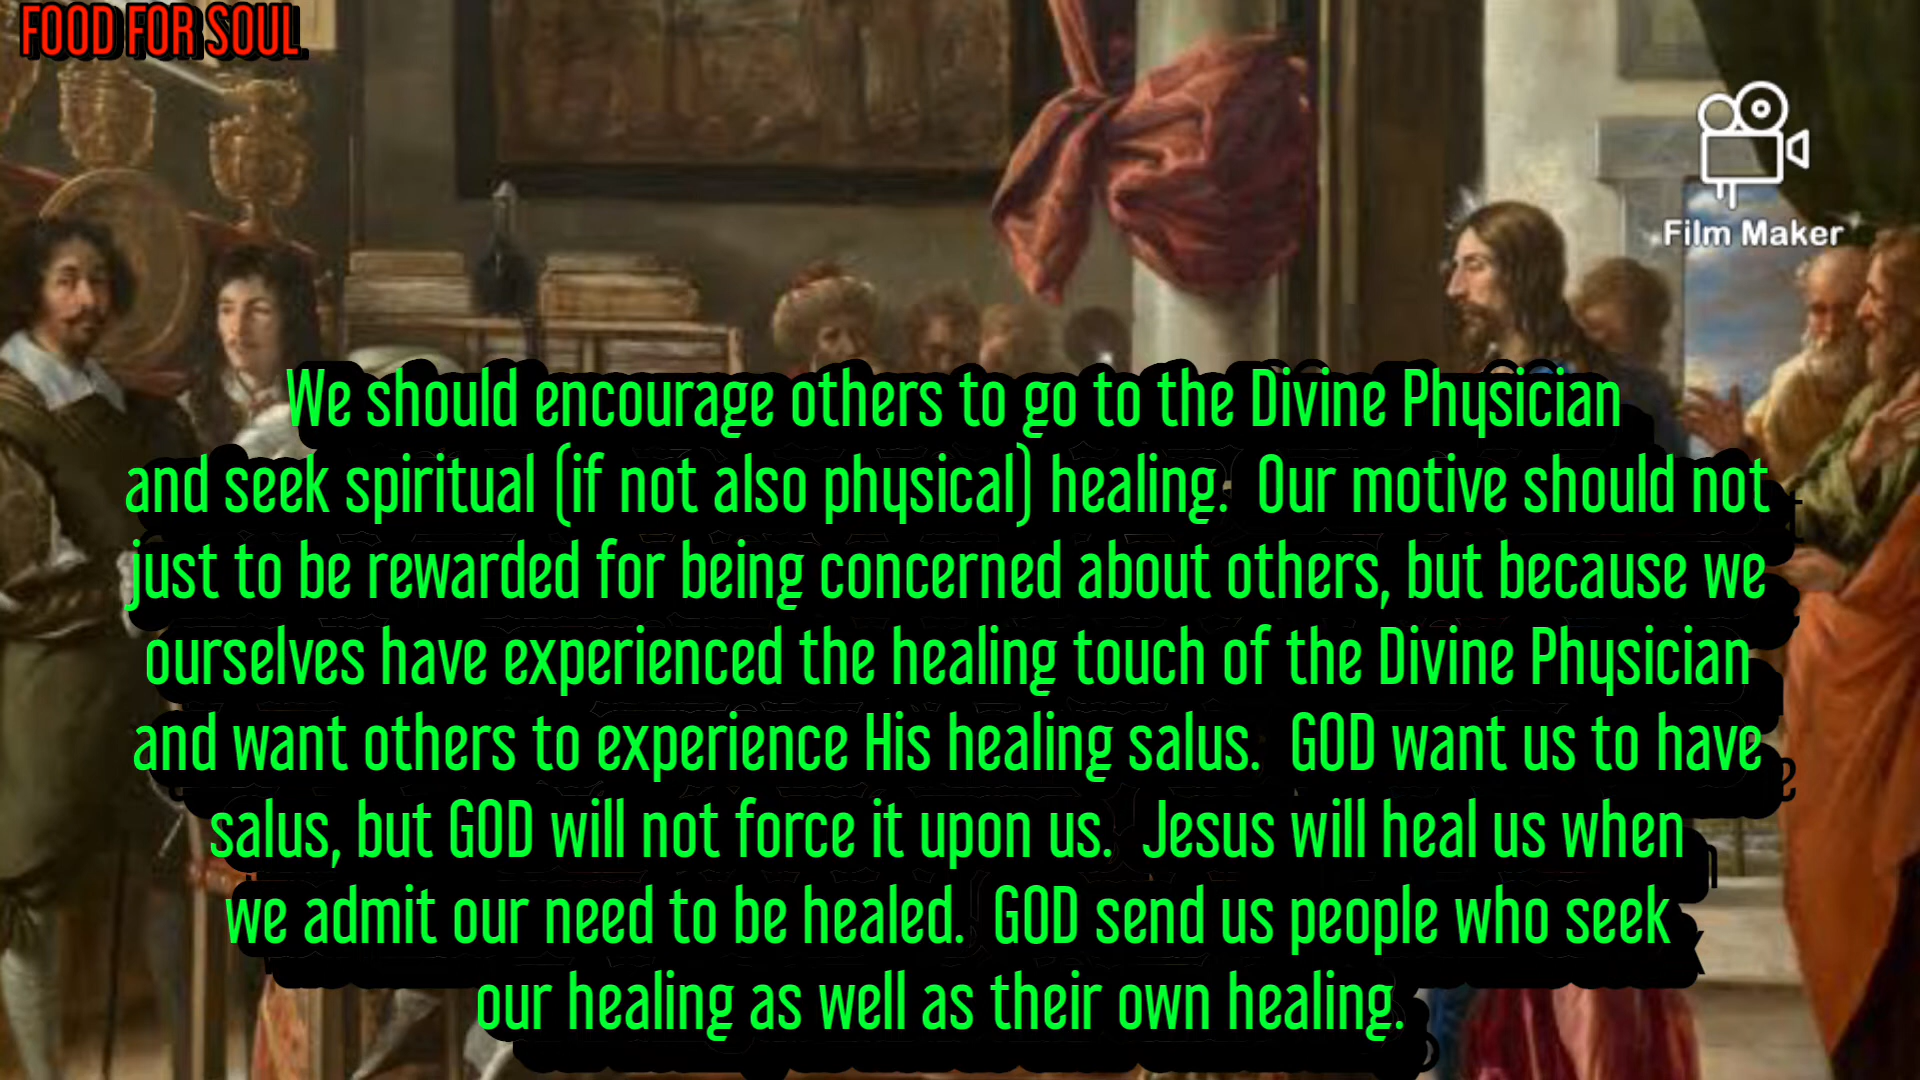 FOOD FOR SOUL
Film Maker
We should encourage others to go to the Divine Physician
and seek spiritual (if not also physical) healing.  Our motive should not
just to be rewarded for being concerned about others, but because we
ourselves have experienced the healing touch of the Divine Physician
and want others to experience His healing salus.  GOD want us to have
salus, but GOD will not force it upon us.  Jesus will heal us when
we admit our need to be healed.  GOD send us people who seek
our healing as well as their own healing.